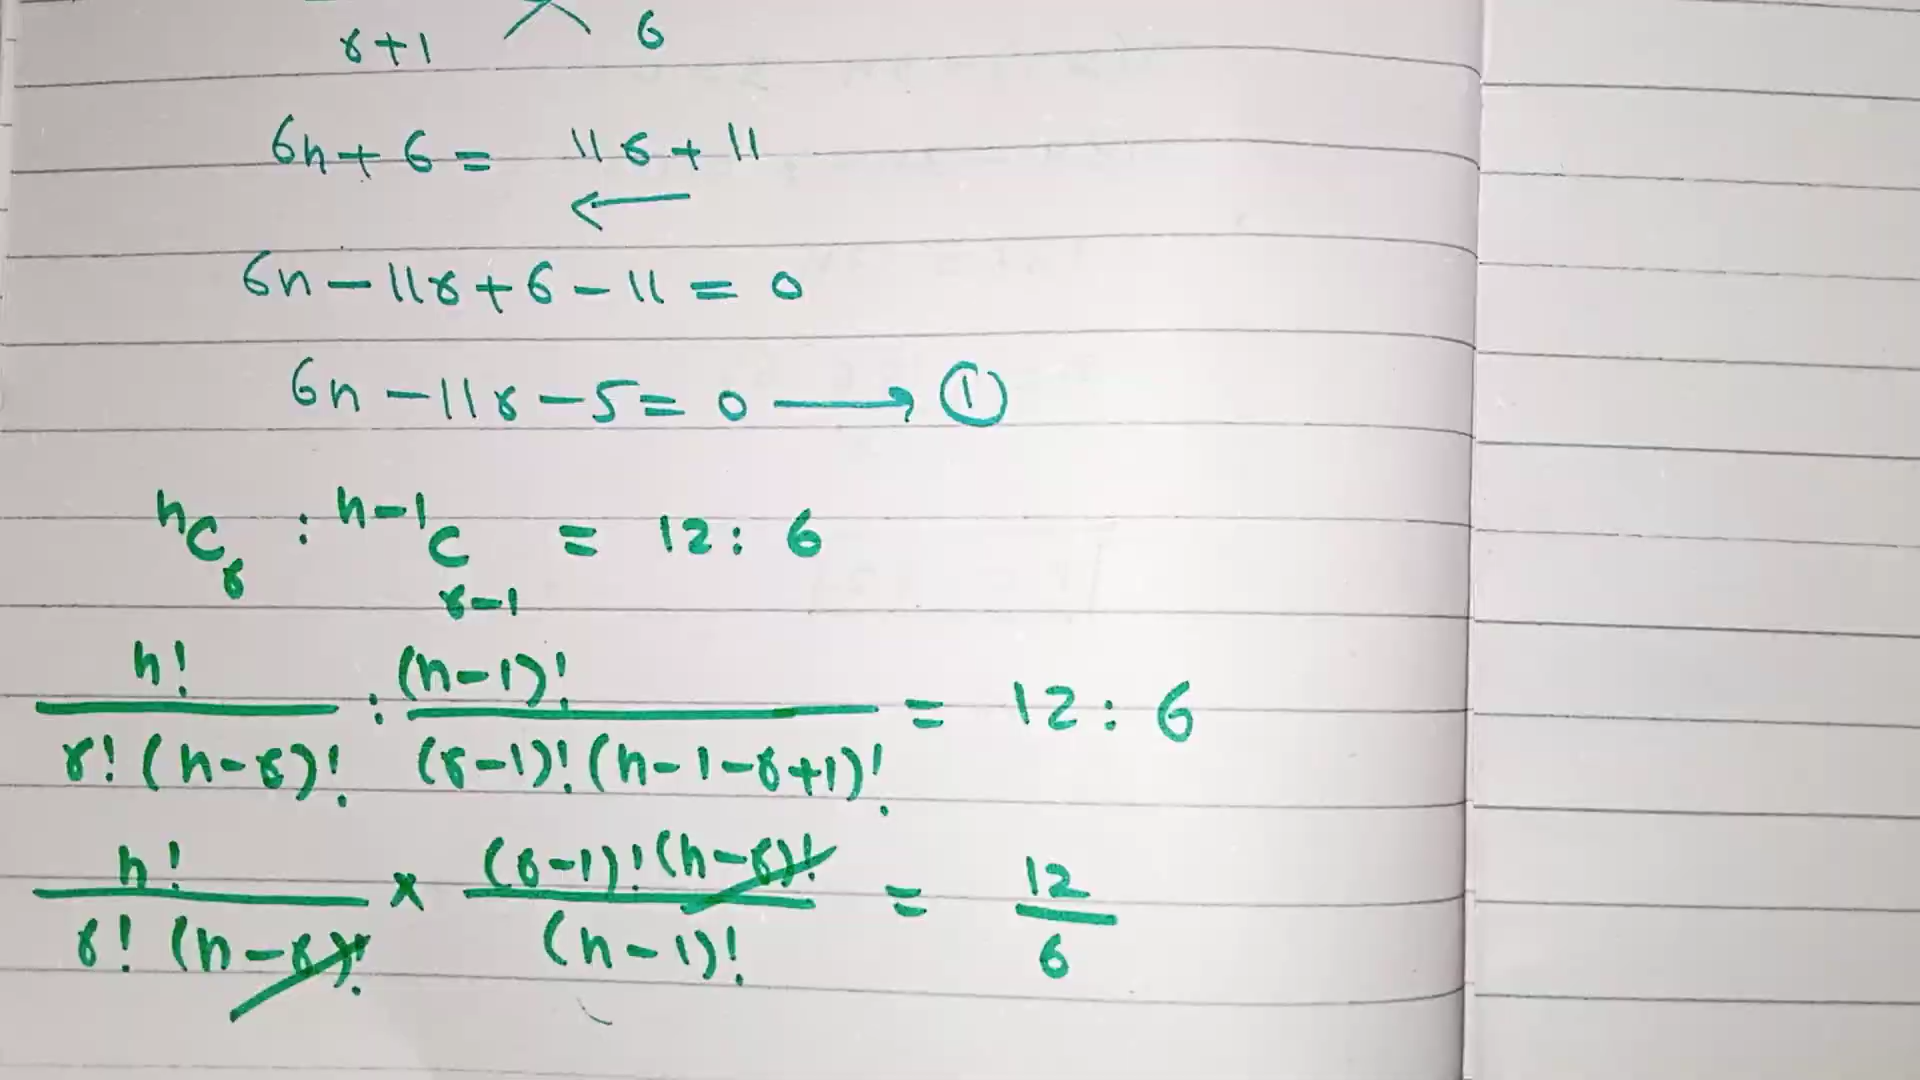 r+1 6
6n+6 = 11r+11
←
6n-11r+6-11 = 0
6n-11r-5 = 0 → ①
ⁿCᵣ : ⁿ⁻¹Cᵣ₋₁ = 12 : 6
n! / r!(n-r)! : (n-1)! / (r-1)!(n-1-r+1)! = 12 : 6
n! / r!(n-r)! × (r-1)!(n-r)! / (n-1)! = 12/6